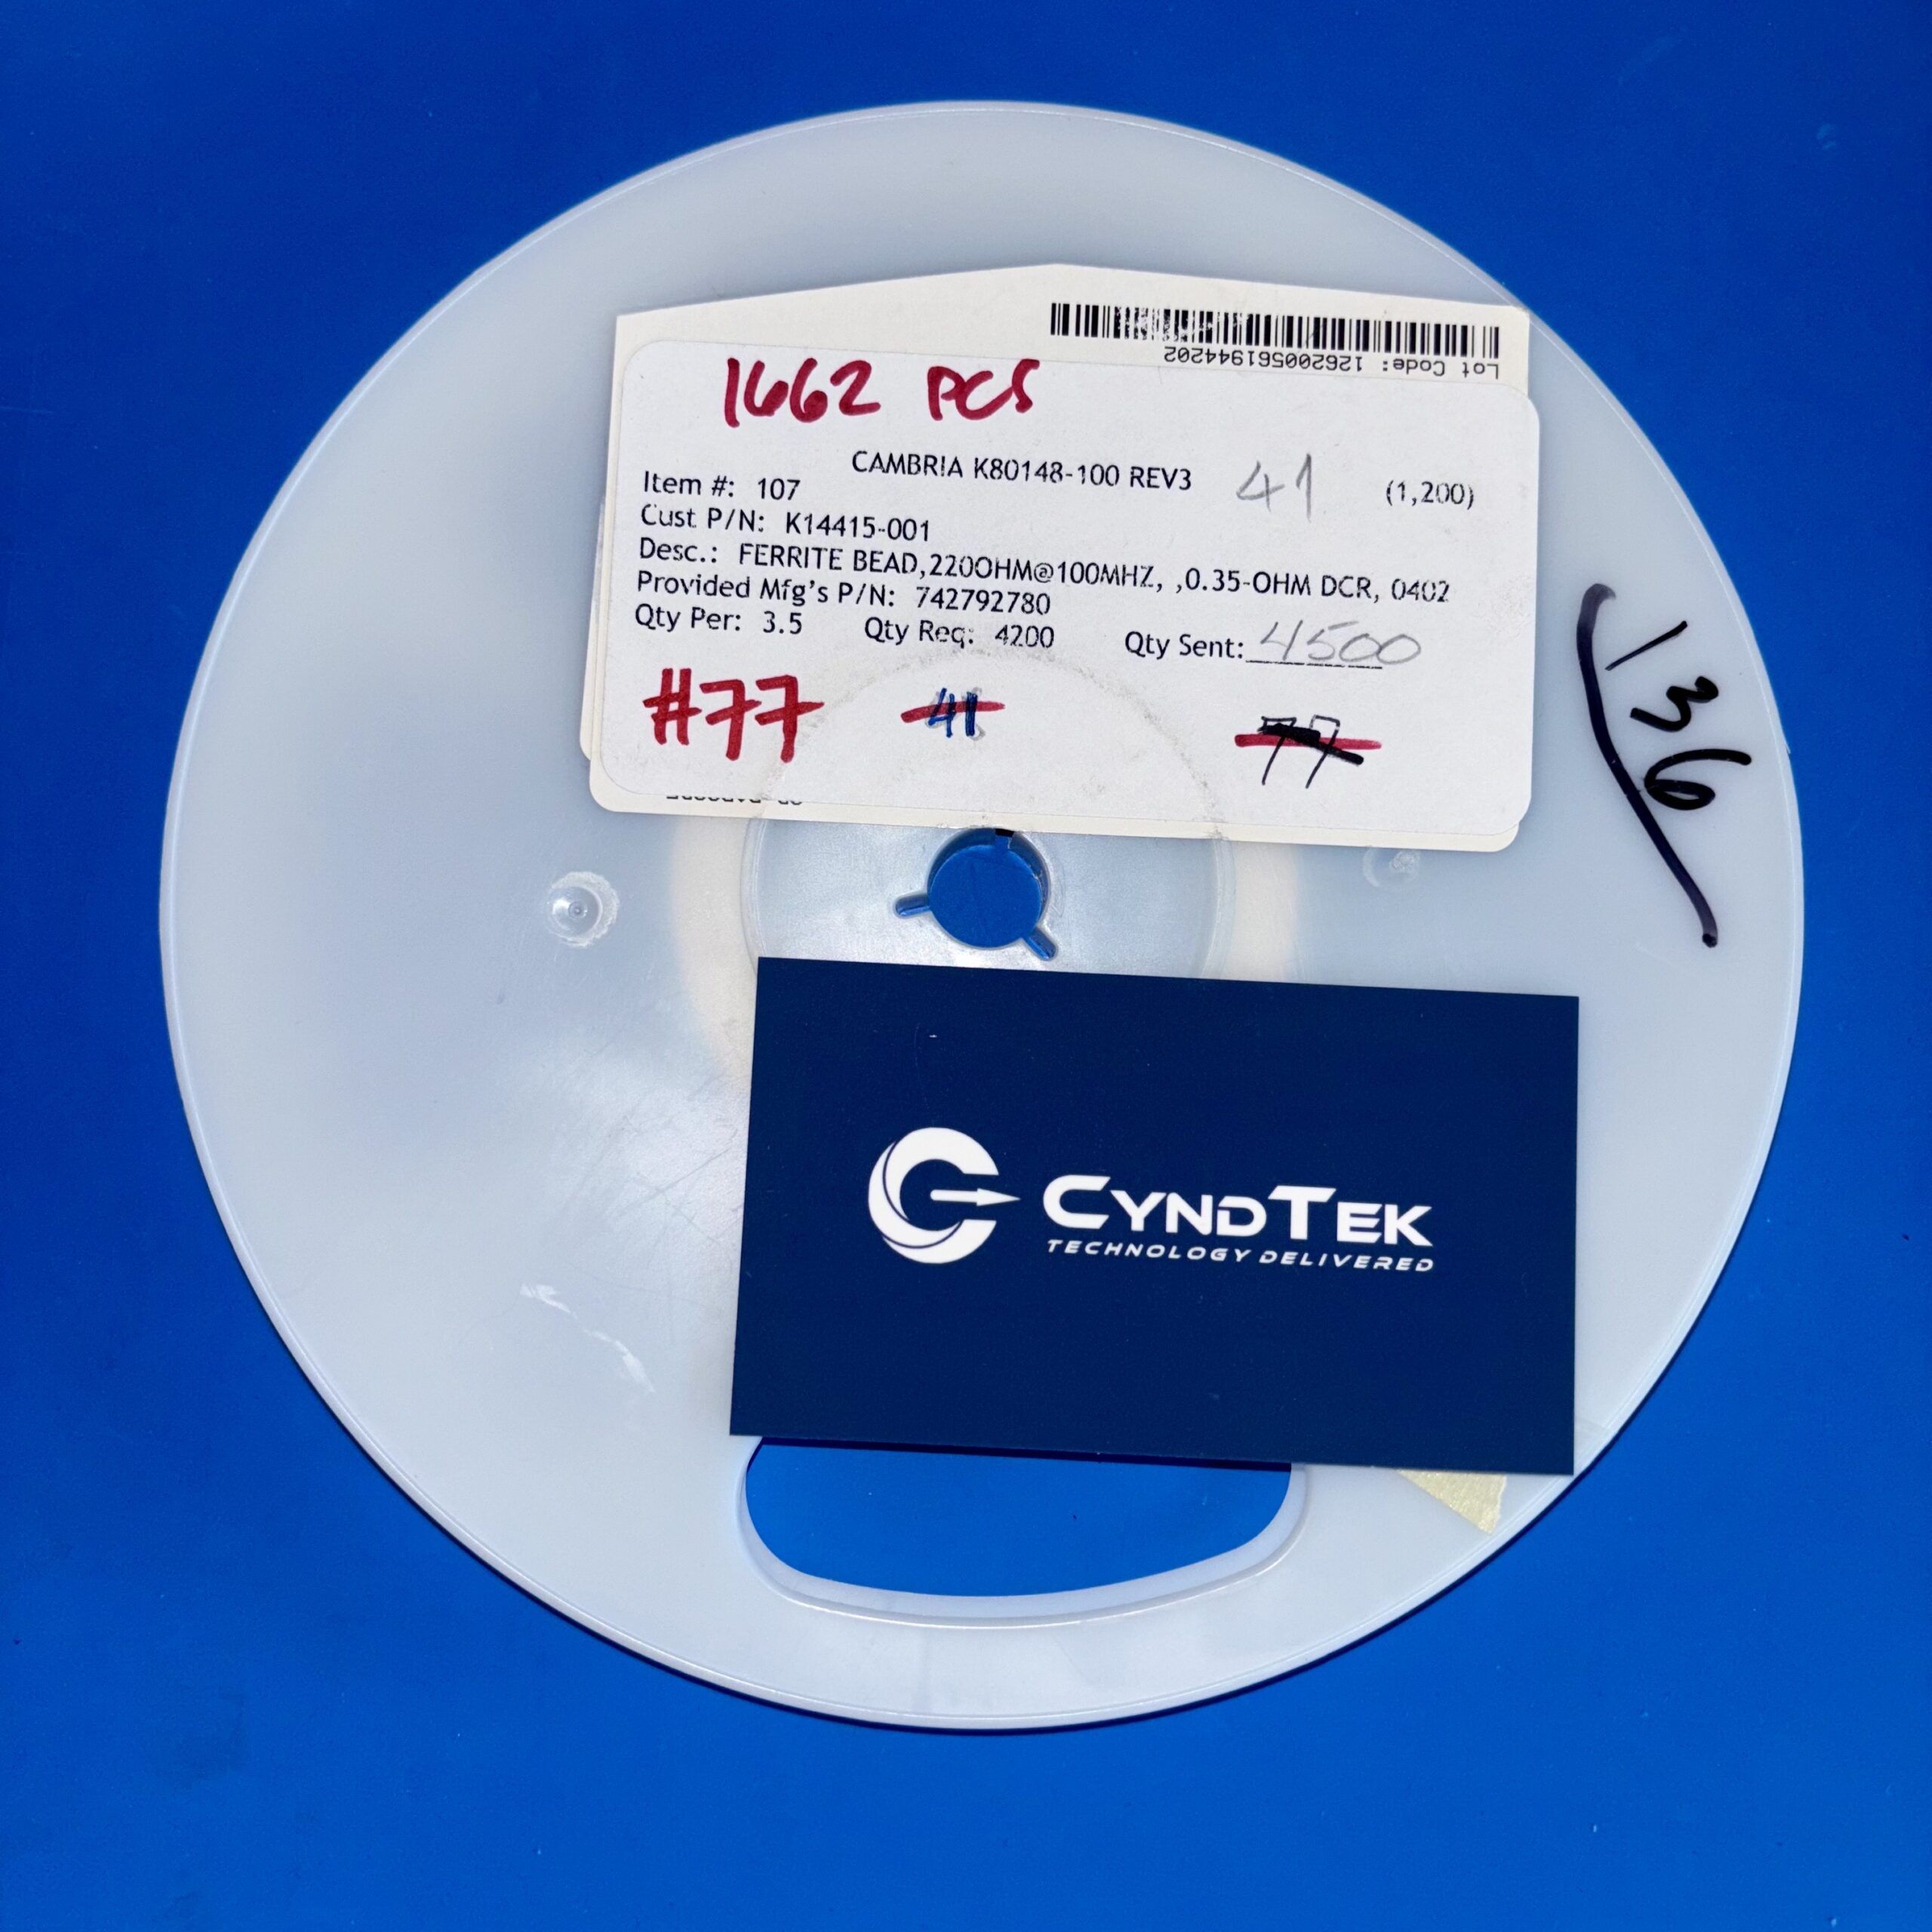 Lot Code: 126200561944202
1662 PCS
CAMBRIA K80148-100 REV3 41 (1,200)
Item #: 107
Cust P/N: K14415-001
Desc.: FERRITE BEAD,220OHM@100MHZ, ,0.35-OHM DCR, 0402
Provided Mfg's P/N: 742792780
Qty Per: 3.5 Qty Req: 4200 Qty Sent: 4500
#77 41 77
136
CYNDTEK
TECHNOLOGY DELIVERED